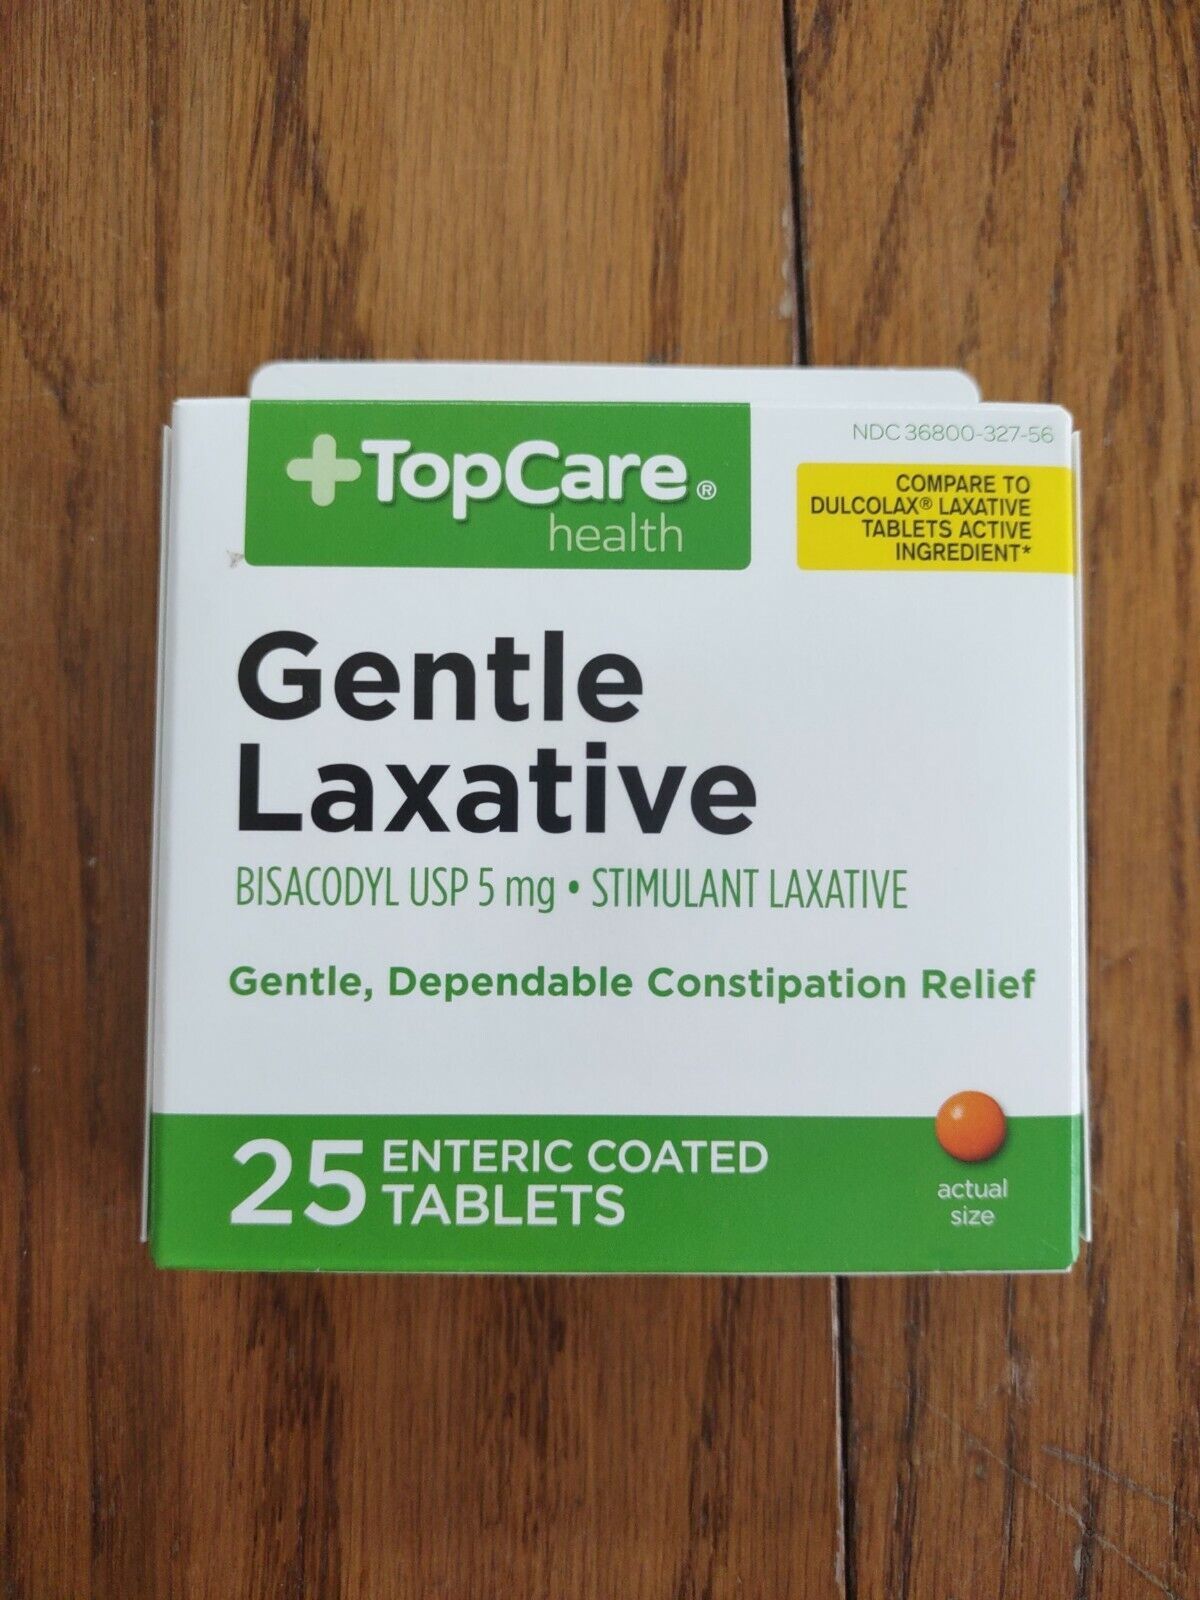 TopCare®
health
NDC 36800-327-56
COMPARE TO
DULCOLAX® LAXATIVE
TABLETS ACTIVE
INGREDIENT*
Gentle
Laxative
BISACODYL USP 5 mg • STIMULANT LAXATIVE
Gentle, Dependable Constipation Relief
25 ENTERIC COATED
TABLETS
actual
size